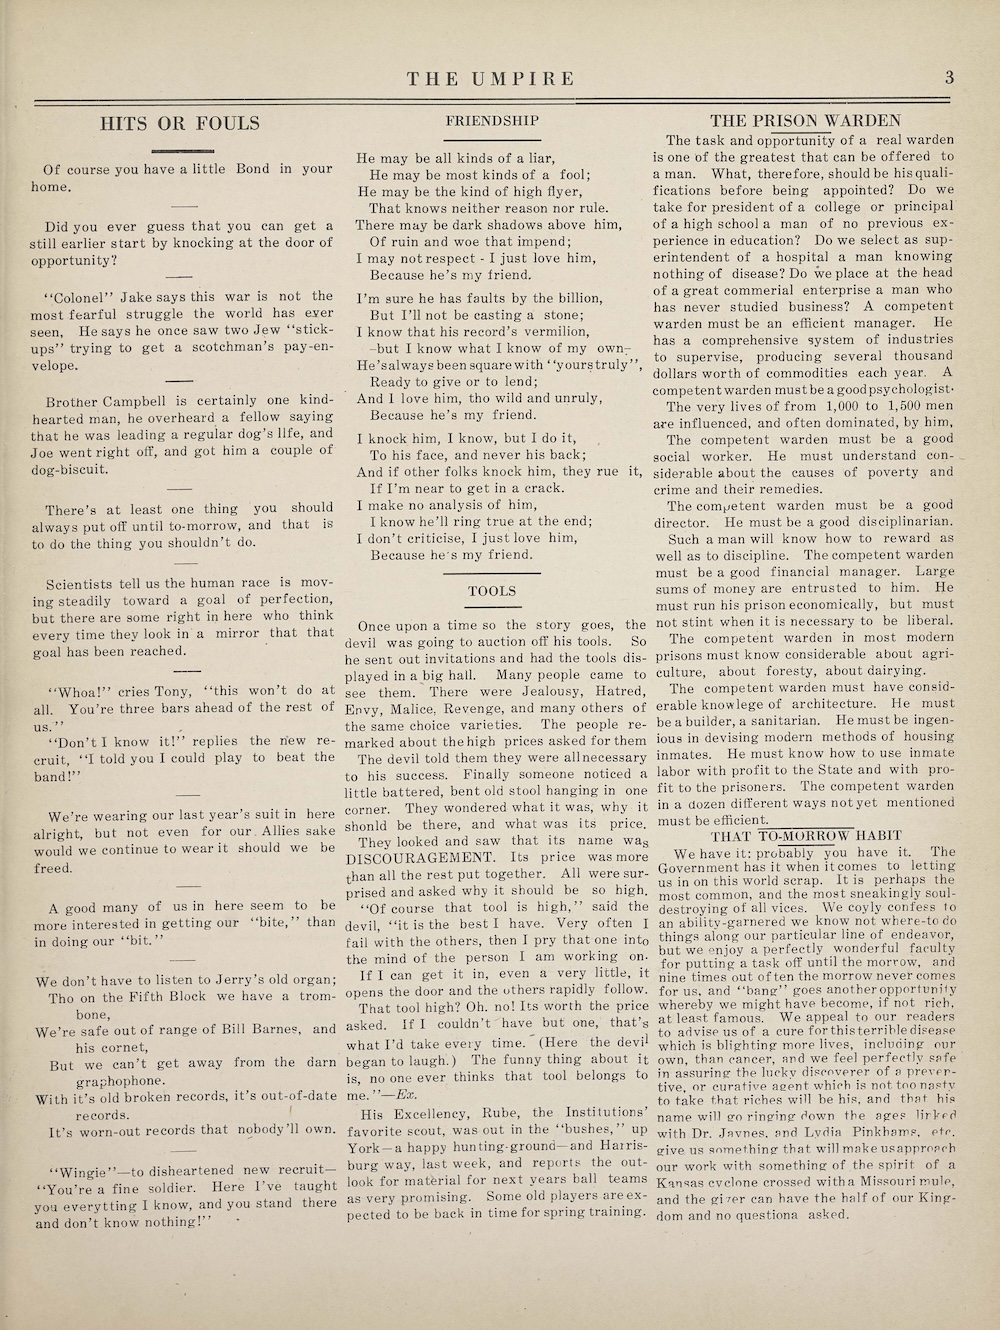 THE UMPIRE
3
HITS OR FOULS
Of course you have a little Bond in your
home.
Did you ever guess that you can get a
still earlier start by knocking at the door of
opportunity?
‘‘Colonel’’ Jake says this war is not the
most fearful struggle the world has ever
seen, He says he once saw two Jew ‘‘stick-
ups’’ trying to get a scotchman's pay-en-
velope.
Brother Campbell is certainly one kind-
hearted man, he overheard a fellow saying
that he was leading a regular dog's life, and
Joe went right off, and got him a couple of
dog-biscuit.
There's at least one thing you should
always put off until to-morrow, and that is
to do the thing you shouldn't do.
Scientists tell us the human race is mov-
ing steadily toward a goal of perfection,
but there are some right in here who think
every time they look in a mirror that that
goal has been reached.
‘‘Whoa!’’ cries Tony, ‘‘this won't do at
all. You're three bars ahead of the rest of
us.’’
‘‘Don't I know it!’’ replies the new re-
cruit, ‘‘I told you I could play to beat the
band!’’
We're wearing our last year's suit in here
alright, but not even for our Allies sake
would we continue to wear it should we be
freed.
A good many of us in here seem to be
more interested in getting our ‘‘bite,’’ than
in doing our ‘‘bit.’’
We don't have to listen to Jerry's old organ;
Tho on the Fifth Block we have a trom-
bone,
We're safe out of range of Bill Barnes, and
his cornet,
But we can't get away from the darn
graphophone.
With it's old broken records, it's out-of-date
records.
It's worn-out records that nobody'll own.
‘‘Wingie’’—to disheartened new recruit—
‘‘You're a fine soldier. Here I've taught
you everytting I know, and you stand there
and don't know nothing!’’
FRIENDSHIP
He may be all kinds of a liar,
He may be most kinds of a fool;
He may be the kind of high flyer,
That knows neither reason nor rule.
There may be dark shadows above him,
Of ruin and woe that impend;
I may not respect - I just love him,
Because he's my friend.
I'm sure he has faults by the billion,
But I'll not be casting a stone;
I know that his record's vermilion,
-but I know what I know of my own-
He's always been square with ‘‘yours truly’’,
Ready to give or to lend;
And I love him, tho wild and unruly,
Because he's my friend.
I knock him, I know, but I do it,
To his face, and never his back;
And if other folks knock him, they rue it,
If I'm near to get in a crack.
I make no analysis of him,
I know he'll ring true at the end;
I don't criticise, I just love him,
Because he's my friend.
TOOLS
Once upon a time so the story goes, the
devil was going to auction off his tools. So
he sent out invitations and had the tools dis-
played in a big hall. Many people came to
see them. There were Jealousy, Hatred,
Envy, Malice, Revenge, and many others of
the same choice varieties. The people re-
marked about the high prices asked for them
The devil told them they were all necessary
to his success. Finally someone noticed a
little battered, bent old stool hanging in one
corner. They wondered what it was, why it
shonld be there, and what was its price.
They looked and saw that its name was
DISCOURAGEMENT. Its price was more
than all the rest put together. All were sur-
prised and asked why it should be so high.
‘‘Of course that tool is high,’’ said the
devil, ‘‘it is the best I have. Very often I
fail with the others, then I pry that one into
the mind of the person I am working on.
If I can get it in, even a very little, it
opens the door and the others rapidly follow.
That tool high? Oh. no! Its worth the price
asked. If I couldn't have but one, that's
what I'd take every time. (Here the devil
began to laugh.) The funny thing about it
is, no one ever thinks that tool belongs to
me.’’—Ex.
His Excellency, Rube, the Institutions'
favorite scout, was out in the ‘‘bushes,’’ up
York—a happy hunting-ground—and Harris-
burg way, last week, and reports the out-
look for material for next years ball teams
as very promising. Some old players are ex-
pected to be back in time for spring training.
THE PRISON WARDEN
The task and opportunity of a real warden
is one of the greatest that can be offered to
a man. What, therefore, should be his quali-
fications before being appointed? Do we
take for president of a college or principal
of a high school a man of no previous ex-
perience in education? Do we select as sup-
erintendent of a hospital a man knowing
nothing of disease? Do we place at the head
of a great commerial enterprise a man who
has never studied business? A competent
warden must be an efficient manager. He
has a comprehensive system of industries
to supervise, producing several thousand
dollars worth of commodities each year. A
competent warden must be a good psychologist.
The very lives of from 1,000 to 1,500 men
are influenced, and often dominated, by him,
The competent warden must be a good
social worker. He must understand con-
siderable about the causes of poverty and
crime and their remedies.
The competent warden must be a good
director. He must be a good disciplinarian.
Such a man will know how to reward as
well as to discipline. The competent warden
must be a good financial manager. Large
sums of money are entrusted to him. He
must run his prison economically, but must
not stint when it is necessary to be liberal.
The competent warden in most modern
prisons must know considerable about agri-
culture, about foresty, about dairying.
The competent warden must have consid-
erable knowlege of architecture. He must
be a builder, a sanitarian. He must be ingen-
ious in devising modern methods of housing
inmates. He must know how to use inmate
labor with profit to the State and with pro-
fit to the prisoners. The competent warden
in a dozen different ways not yet mentioned
must be efficient.
THAT TO-MORROW HABIT
We have it: probably you have it. The
Government has it when it comes to letting
us in on this world scrap. It is perhaps the
most common, and the most sneakingly soul-
destroying of all vices. We coyly confess to
an ability-garnered we know not where-to do
things along our particular line of endeavor,
but we enjoy a perfectly wonderful faculty
for putting a task off until the morrow, and
nine times out of ten the morrow never comes
for us, and ‘‘bang’’ goes another opportunity
whereby we might have become, if not rich,
at least famous. We appeal to our readers
to advise us of a cure for this terrible disease
which is blighting more lives, including our
own, than cancer, and we feel perfectly safe
in assuring the lucky discoverer of a preven-
tive, or curative agent which is not too nasty
to take that riches will be his, and that his
name will go ringing down the ages linked
with Dr. Jaynes, and Lydia Pinkhams, etc.
give us something that will make us approach
our work with something of the spirit of a
Kansas cyclone crossed with a Missouri mule,
and the giver can have the half of our King-
dom and no questiona asked.